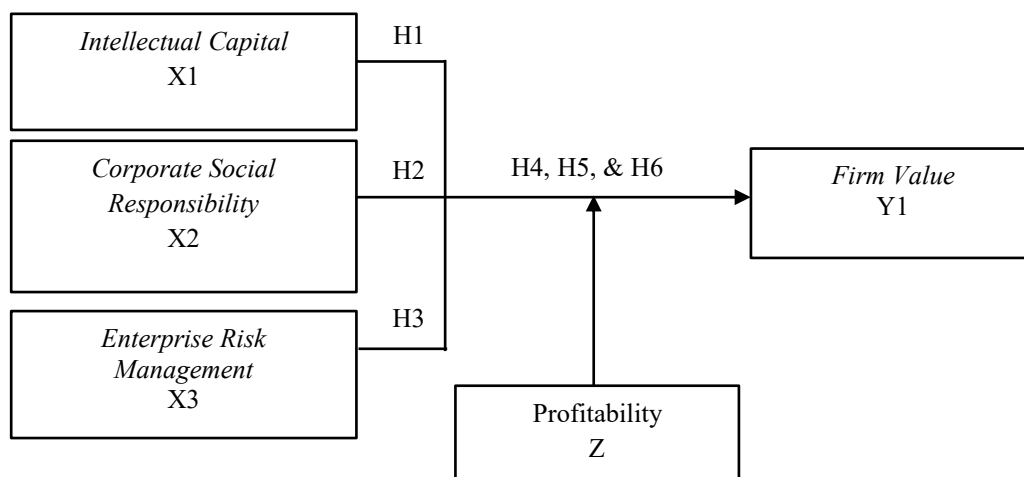 Intellectual Capital
X1
H1
Corporate Social
Responsibility
X2
H2
Enterprise Risk
Management
X3
H3
H4, H5, & H6
Firm Value
Y1
Profitability
Z